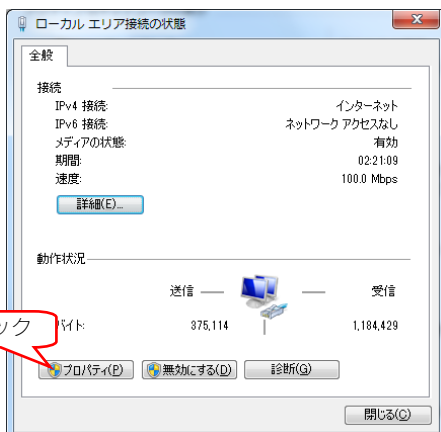 ローカル エリア接続の状態
全般
接続
IPv4 接続: インターネット
IPv6 接続: ネットワーク アクセスなし
メディアの状態: 有効
期間: 02:21:09
速度: 100.0 Mbps
詳細(E)...
動作状況
送信 受信
バイト: 375,114 1,184,429
ック
プロパティ(P) 無効にする(D) 診断(G)
閉じる(C)